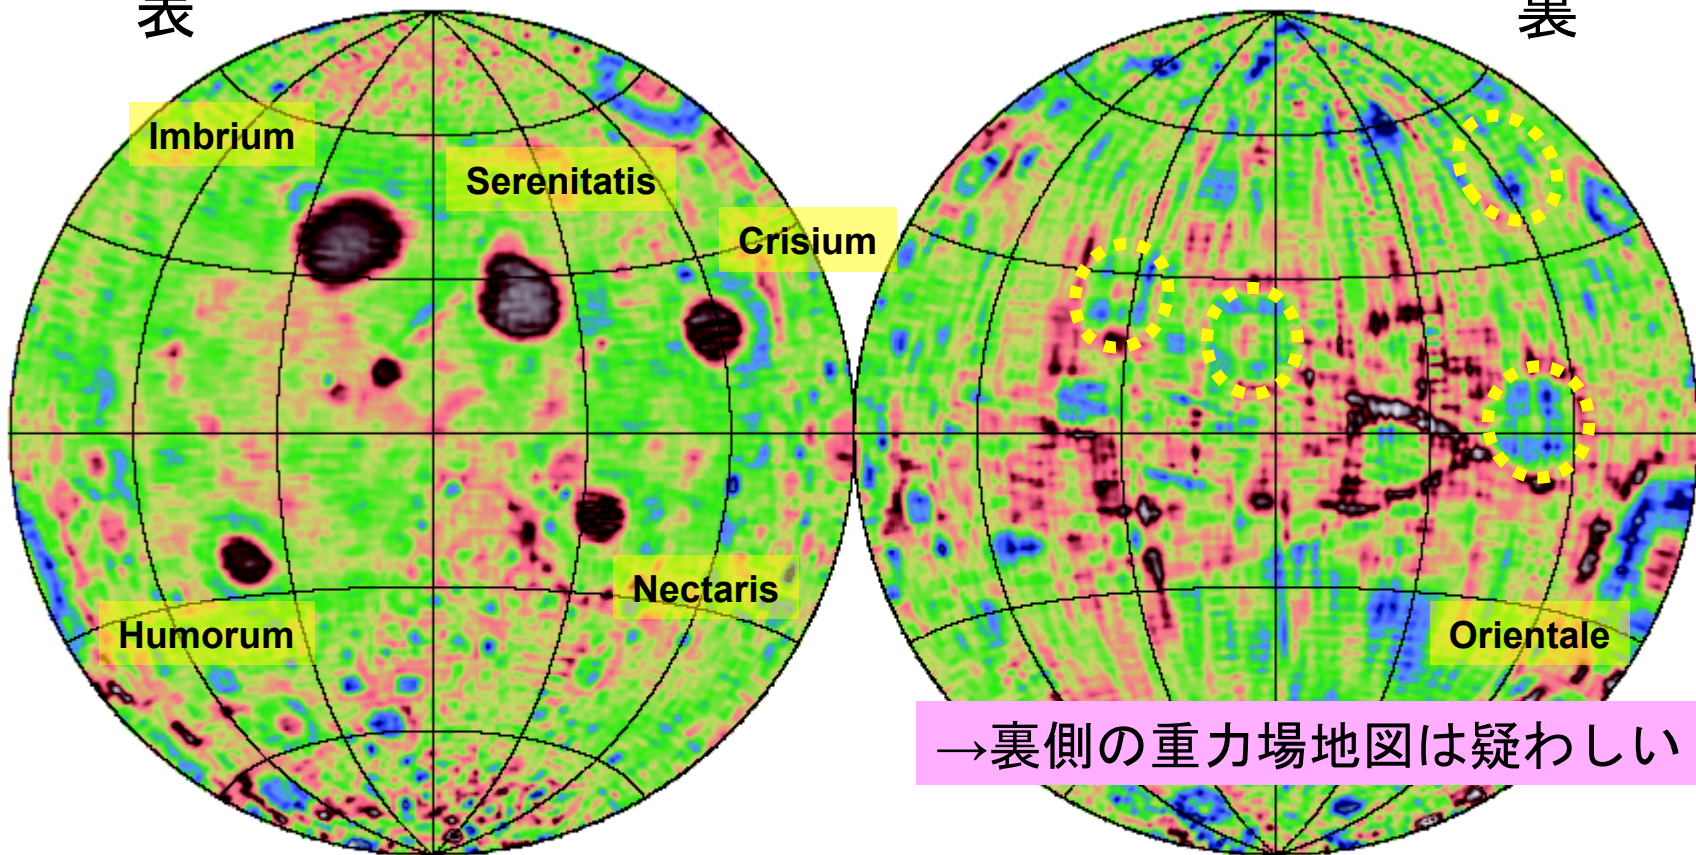 表
裏
Imbrium
Serenitatis
Crisium
Nectaris
Humorum
Orientale
→裏側の重力場地図は疑わしい